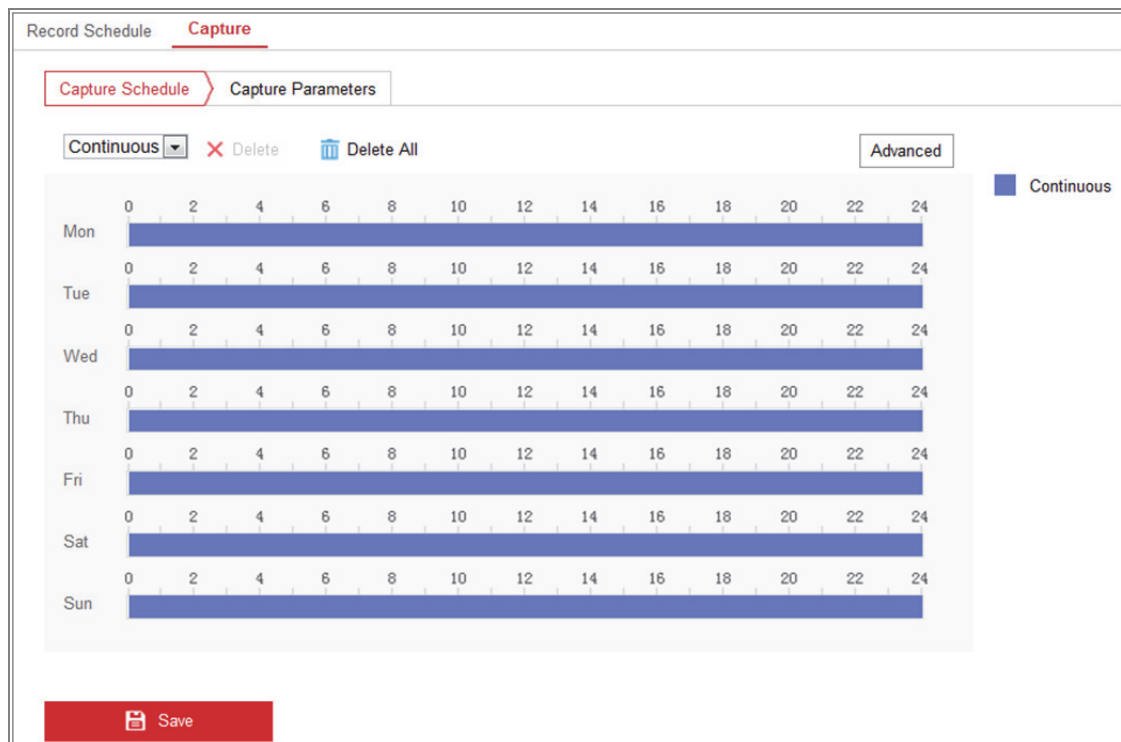 Record Schedule Capture
Capture Schedule Capture Parameters
Continuous Delete Delete All Advanced
Continuous
0 2 4 6 8 10 12 14 16 18 20 22 24
Mon
0 2 4 6 8 10 12 14 16 18 20 22 24
Tue
0 2 4 6 8 10 12 14 16 18 20 22 24
Wed
0 2 4 6 8 10 12 14 16 18 20 22 24
Thu
0 2 4 6 8 10 12 14 16 18 20 22 24
Fri
0 2 4 6 8 10 12 14 16 18 20 22 24
Sat
0 2 4 6 8 10 12 14 16 18 20 22 24
Sun
Save